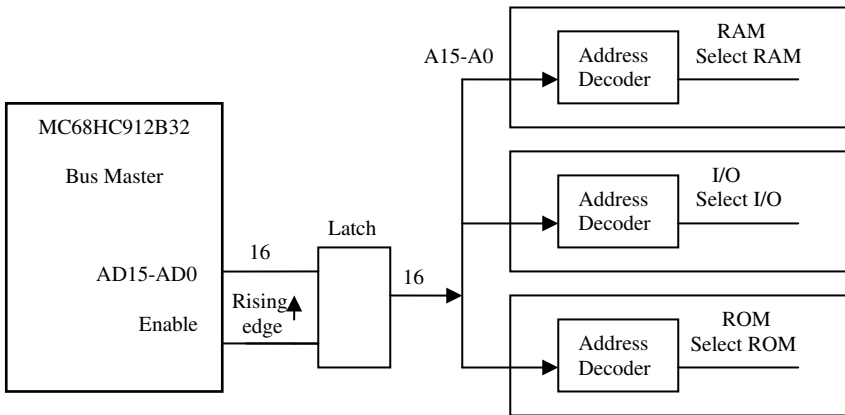 MC68HC912B32
Bus Master
AD15-AD0
Enable
16
Rising
edge
Latch
16
A15-A0
Address
Decoder
RAM
Select RAM
Address
Decoder
I/O
Select I/O
Address
Decoder
ROM
Select ROM